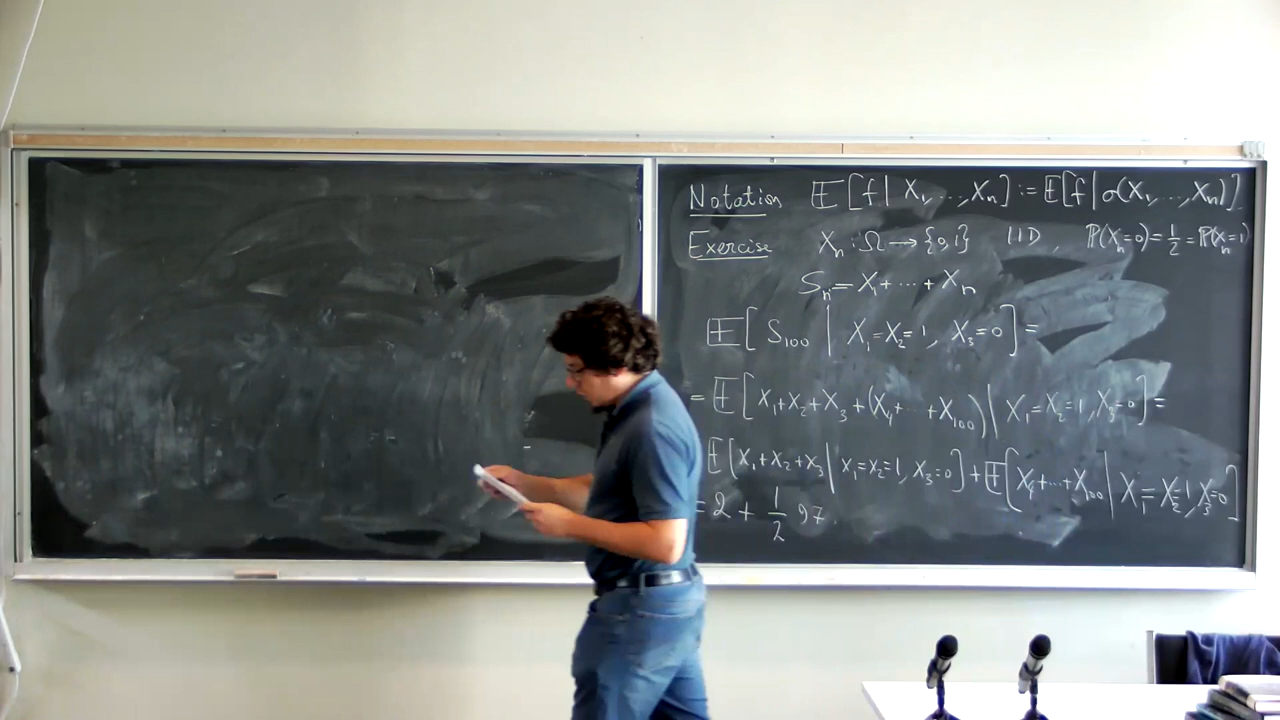 Notation 𝔼[f | X₁, ..., Xₙ] := 𝔼[f | σ(X₁, ..., Xₙ)]
Exercise Xₙ : Ω → {0,1} IID, ℙ(Xₙ=0) = 1/2 = ℙ(Xₙ=1)
Sₙ = X₁ + ... + Xₙ
𝔼[S₁₀₀ | X₁=X₂=1, X₃=0] =
= 𝔼[X₁+X₂+X₃+(X₄+...+X₁₀₀) | X₁=X₂=1, X₃=0] =
𝔼[X₁+X₂+X₃ | X₁=X₂=1, X₃=0] + 𝔼[X₄+...+X₁₀₀ | X₁=X₂=1, X₃=0]
= 2 + 1/2 97.